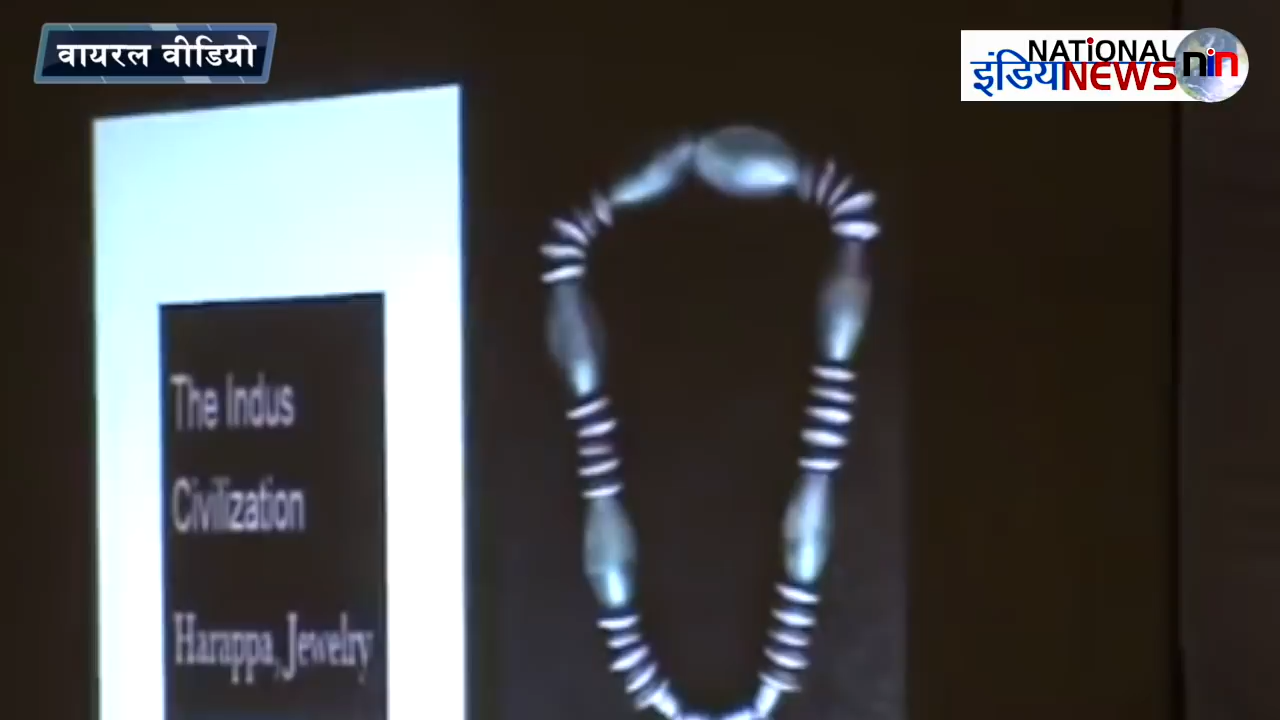 वायरल वीडियो
NATiONAL
इंडियाNEWS nin
The Indus
Civilization
Harappa, Jewelry